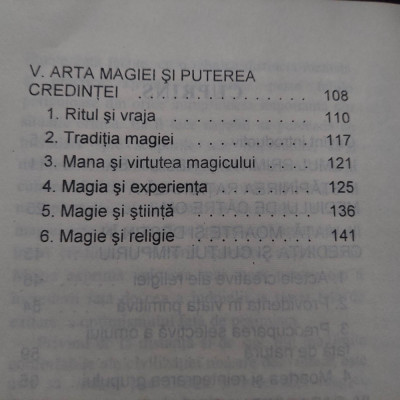 V. ARTA MAGIEI ŞI PUTEREA
CREDINŢEI . . . . . . . . . . . . . 108
1. Ritul şi vraja . . . . . . . . . . . 110
2. Tradiţia magiei . . . . . . . . . . 117
3. Mana şi virtutea magicului . . . . . 121
4. Magia şi experienţa . . . . . . . . 125
5. Magie şi ştiinţă . . . . . . . . . . 136
6. Magie şi religie . . . . . . . . . . 141